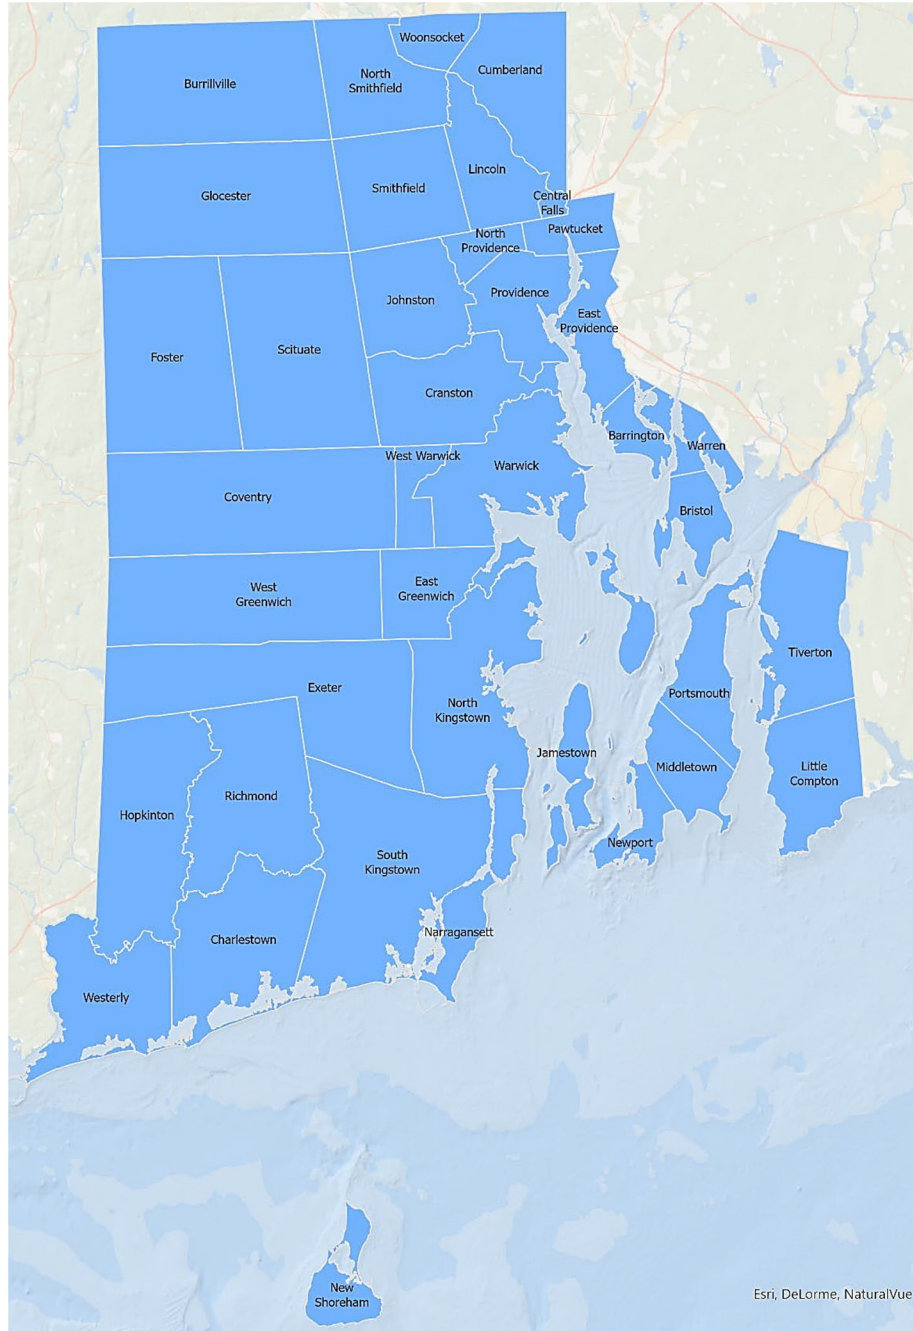 Woonsocket
Cumberland
Burrillville
North
Smithfield
Lincoln
Smithfield
Glocester
Central
Falls
Pawtucket
North
Providence
Providence
Johnston
East
Providence
Foster
Scituate
Cranston
Barrington
Warren
West Warwick
Warwick
Coventry
Bristol
West
Greenwich
East
Greenwich
Tiverton
Exeter
Portsmouth
North
Kingstown
Jamestown
Middletown
Little
Compton
Richmond
Hopkinton
Newport
South
Kingstown
Narragansett
Charlestown
Westerly
New
Shoreham
Esri, DeLorme, NaturalVue